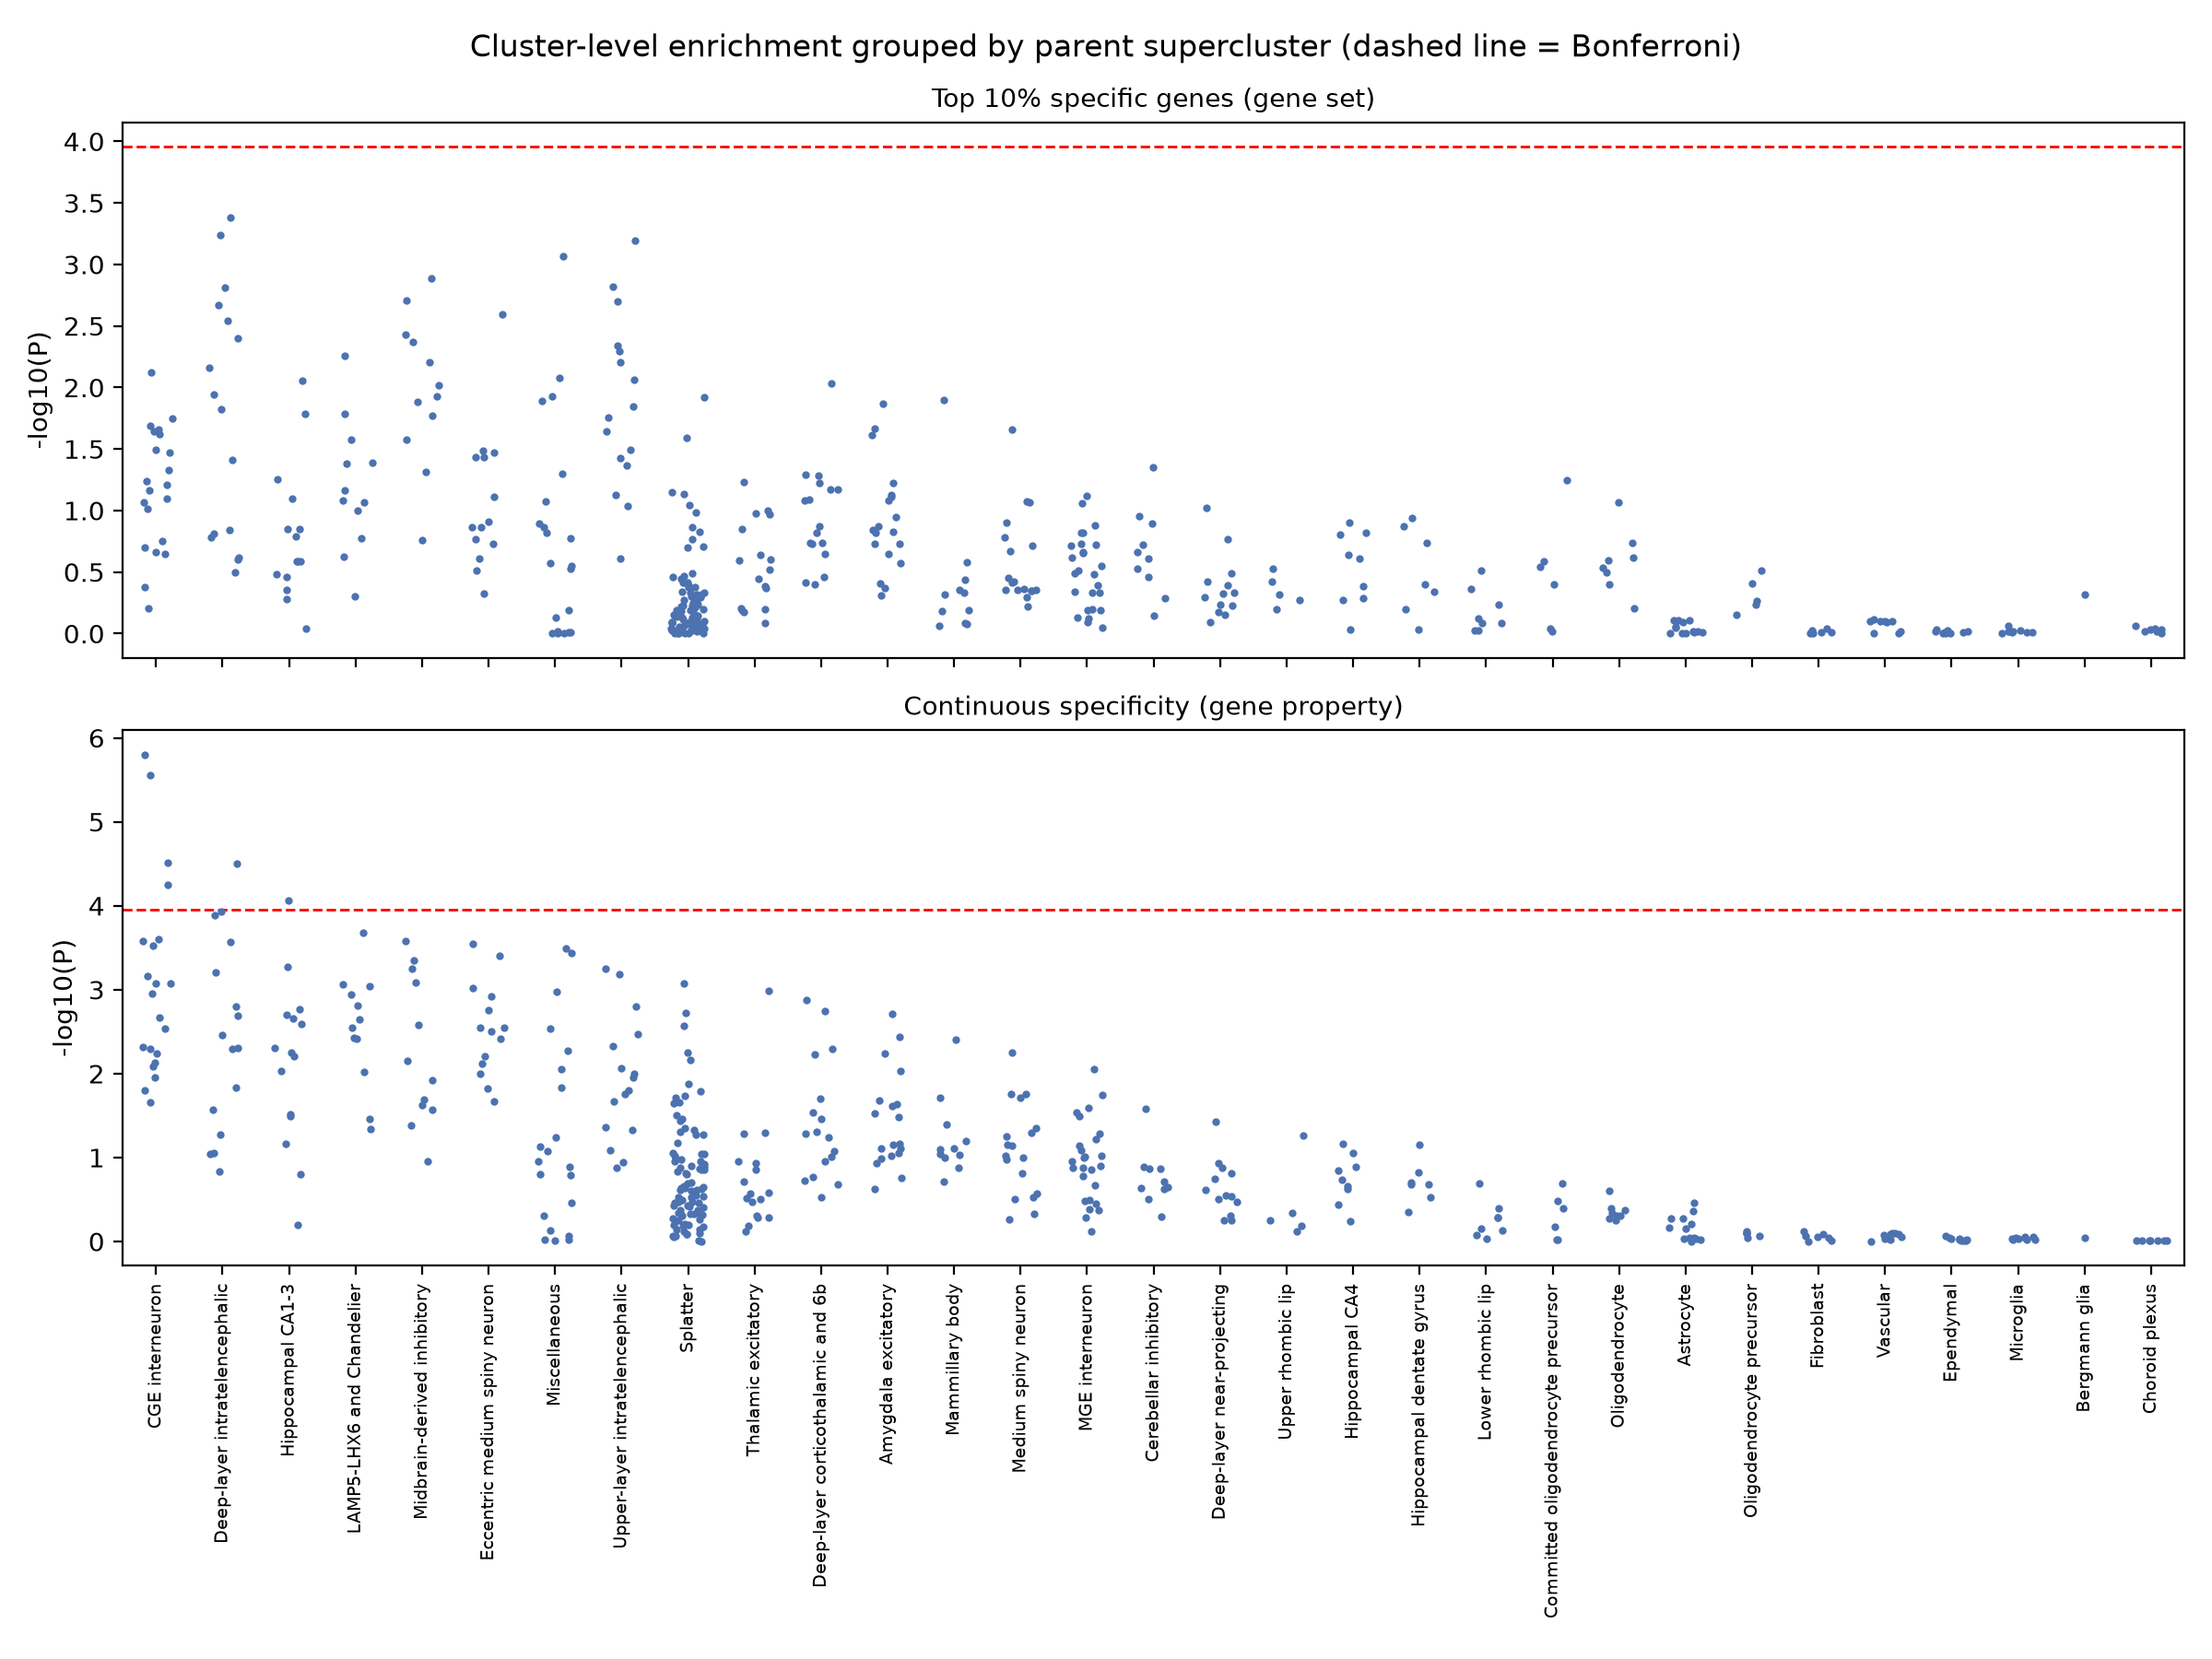 Cluster-level enrichment grouped by parent supercluster (dashed line = Bonferroni)
Top 10% specific genes (gene set)
-log10(P)
4.0
3.5
3.0
2.5
2.0
1.5
1.0
0.5
0.0
Continuous specificity (gene property)
-log10(P)
6
5
4
3
2
1
0
CGE interneuron
Deep-layer intratelencephalic
Hippocampal CA1-3
LAMP5-LHX6 and Chandelier
Midbrain-derived inhibitory
Eccentric medium spiny neuron
Miscellaneous
Upper-layer intratelencephalic
Splatter
Thalamic excitatory
Deep-layer corticothalamic and 6b
Amygdala excitatory
Mammillary body
Medium spiny neuron
MGE interneuron
Cerebellar inhibitory
Deep-layer near-projecting
Upper rhombic lip
Hippocampal CA4
Hippocampal dentate gyrus
Lower rhombic lip
Committed oligodendrocyte precursor
Oligodendrocyte
Astrocyte
Oligodendrocyte precursor
Fibroblast
Vascular
Ependymal
Microglia
Bergmann glia
Choroid plexus